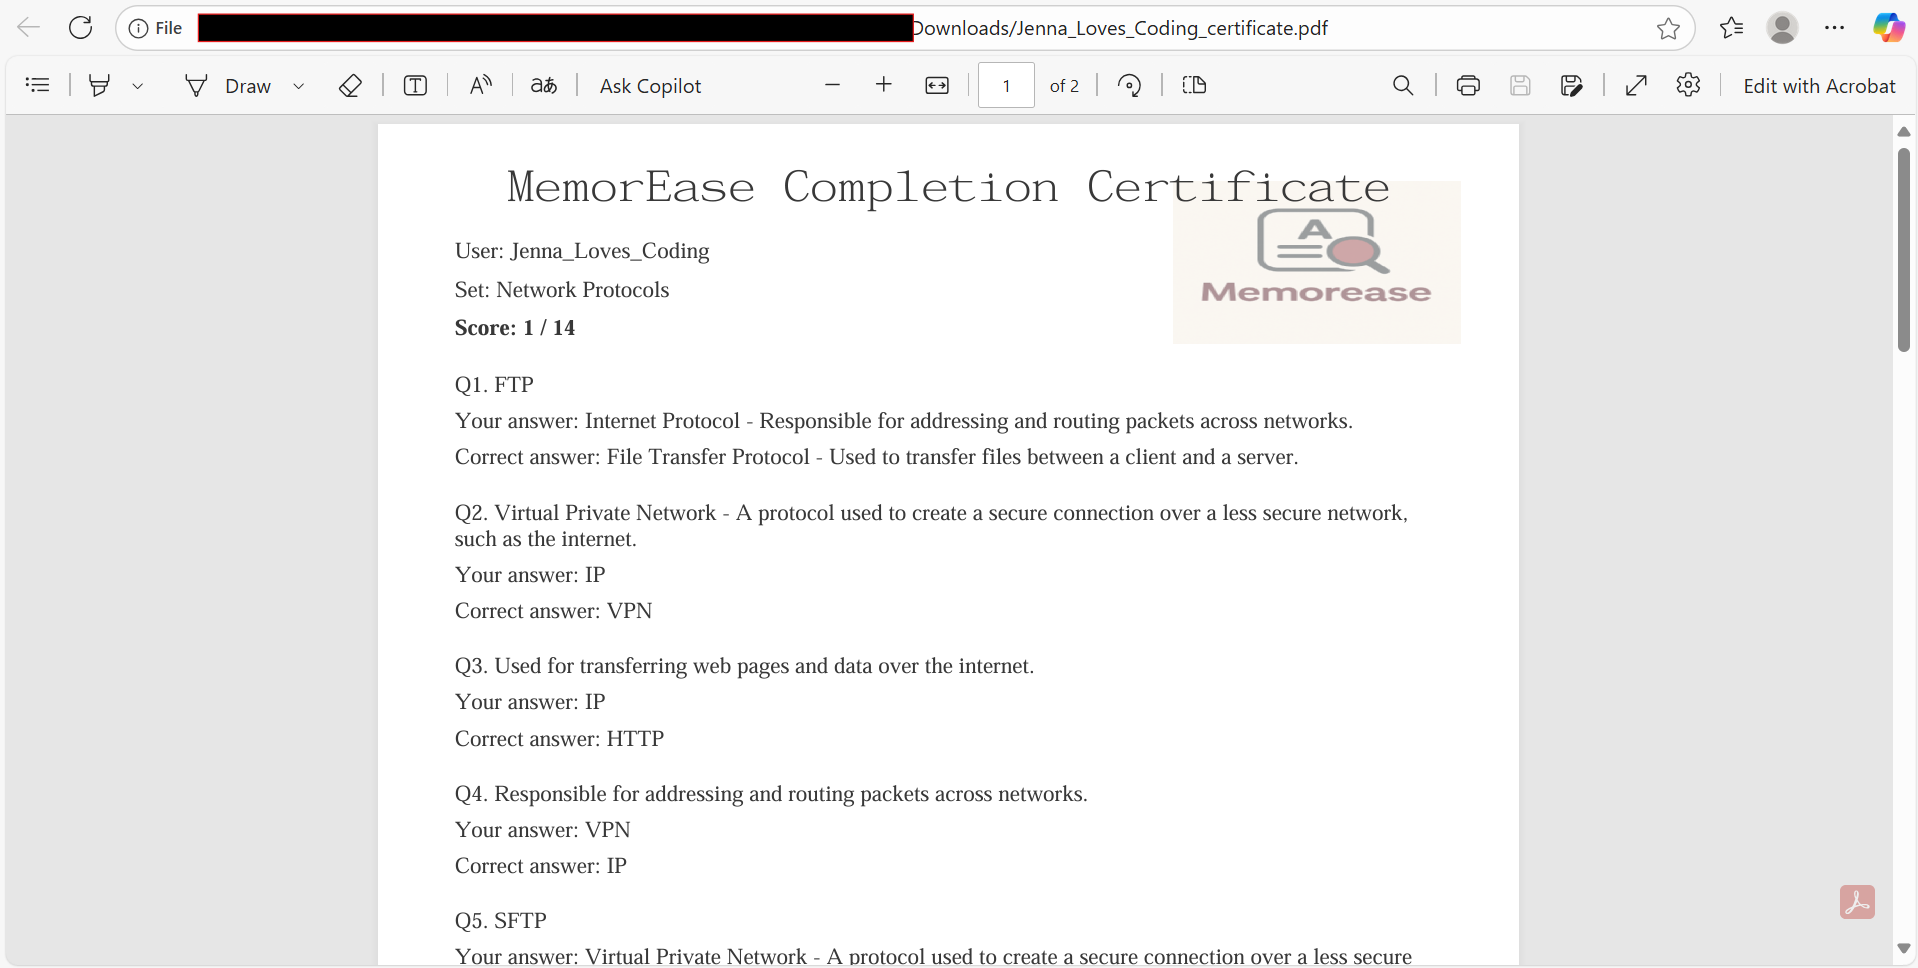 File Downloads/Jenna_Loves_Coding_certificate.pdf
Draw T A aあ Ask Copilot 1 of 2 Edit with Acrobat
MemorEase Completion Certificate
A
Memorease
User: Jenna_Loves_Coding
Set: Network Protocols
Score: 1 / 14
Q1. FTP
Your answer: Internet Protocol - Responsible for addressing and routing packets across networks.
Correct answer: File Transfer Protocol - Used to transfer files between a client and a server.
Q2. Virtual Private Network - A protocol used to create a secure connection over a less secure network,
such as the internet.
Your answer: IP
Correct answer: VPN
Q3. Used for transferring web pages and data over the internet.
Your answer: IP
Correct answer: HTTP
Q4. Responsible for addressing and routing packets across networks.
Your answer: VPN
Correct answer: IP
Q5. SFTP
Your answer: Virtual Private Network - A protocol used to create a secure connection over a less secure